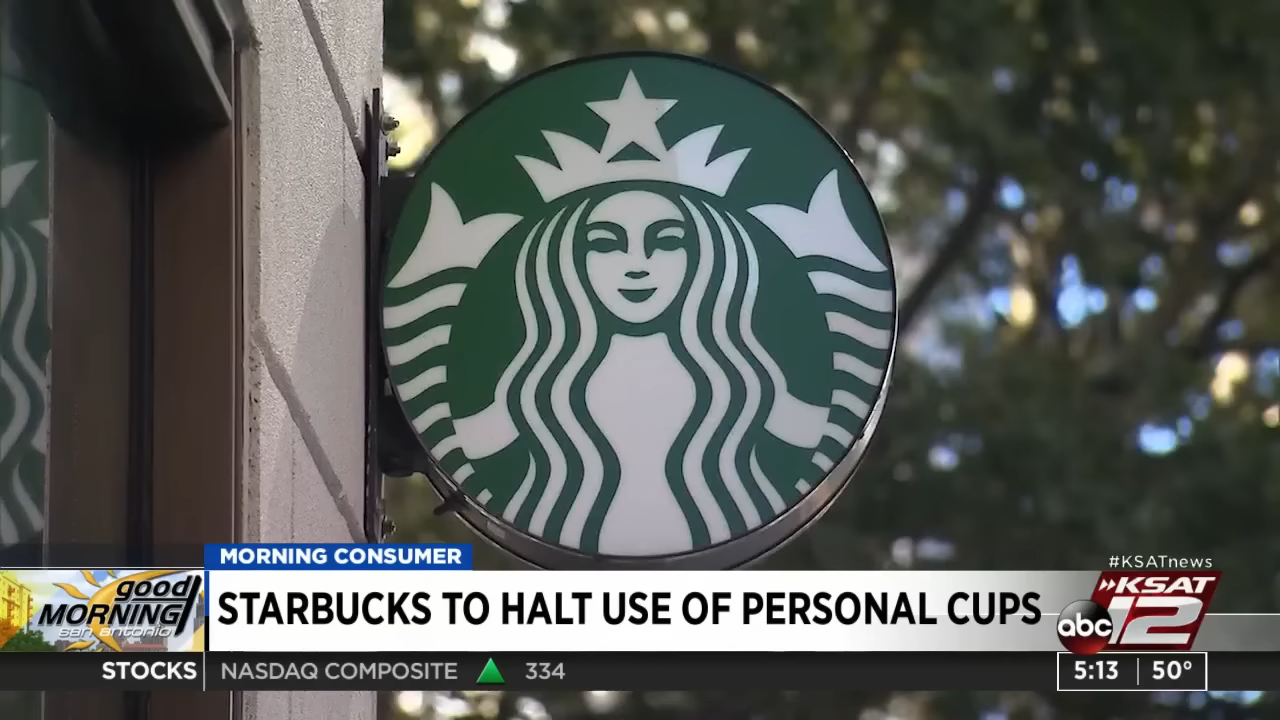 MORNING CONSUMER
#KSATnews
good
MORNING
san antonio
STARBUCKS TO HALT USE OF PERSONAL CUPS
KSAT
abc 12
STOCKS
NASDAQ COMPOSITE ▲ 334
5:13 50°